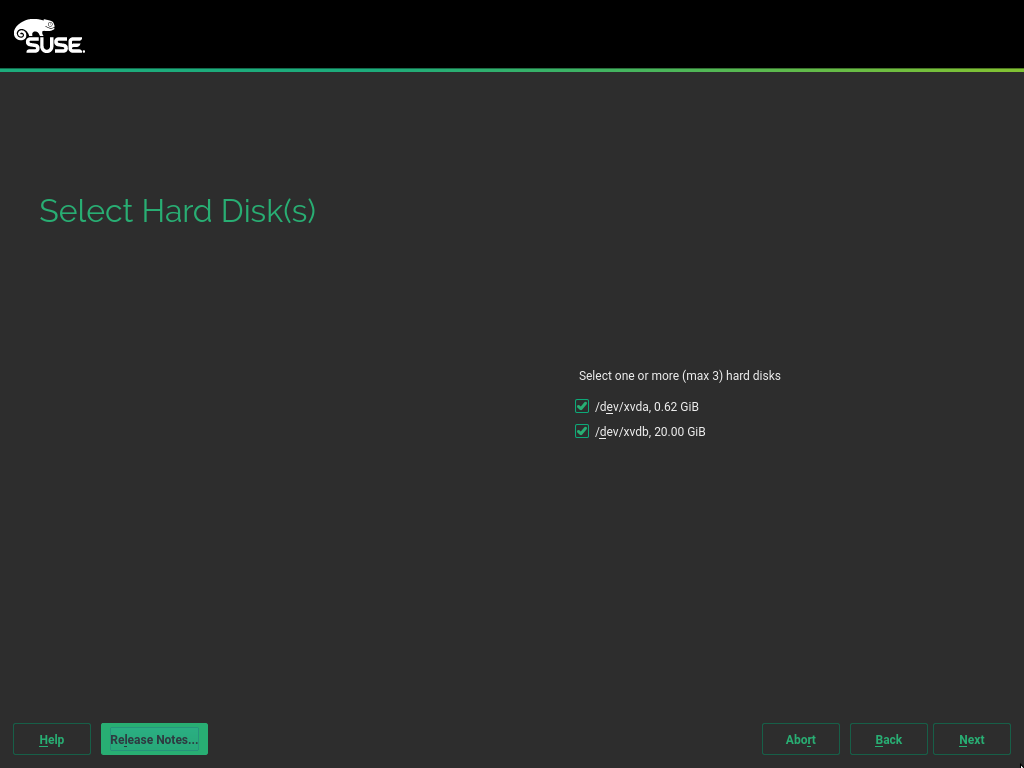 SUSE.
Select Hard Disk(s)
Select one or more (max 3) hard disks
/dev/xvda, 0.62 GiB
/dev/xvdb, 20.00 GiB
Help
Release Notes...
Abort
Back
Next